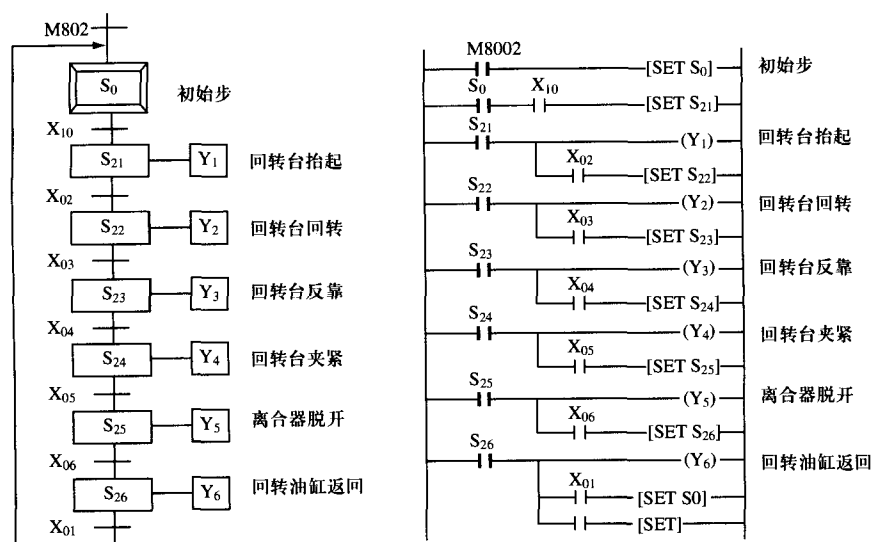 M802
S0
初始步
X10
S21
Y1
回转台抬起
X02
S22
Y2
回转台回转
X03
S23
Y3
回转台反靠
X04
S24
Y4
回转台夹紧
X05
S25
Y5
离合器脱开
X06
S26
Y6
回转油缸返回
X01
M8002
[SET S0]
初始步
S0
X10
[SET S21]
S21
(Y1)
回转台抬起
X02
[SET S22]
S22
(Y2)
回转台回转
X03
[SET S23]
S23
(Y3)
回转台反靠
X04
[SET S24]
S24
(Y4)
回转台夹紧
X05
[SET S25]
S25
(Y5)
离合器脱开
X06
[SET S26]
S26
(Y6)
回转油缸返回
X01
[SET S0]
[SET]